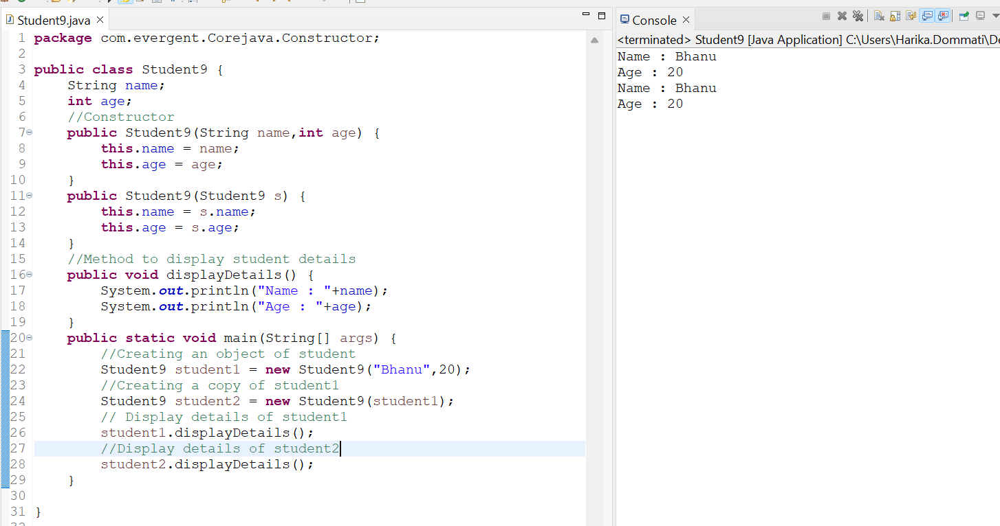 Student9.java
1 package com.evergent.Corejava.Constructor;
2
3 public class Student9 {
4     String name;
5     int age;
6     //Constructor
7     public Student9(String name,int age) {
8         this.name = name;
9         this.age = age;
10     }
11     public Student9(Student9 s) {
12         this.name = s.name;
13         this.age = s.age;
14     }
15     //Method to display student details
16     public void displayDetails() {
17         System.out.println("Name : "+name);
18         System.out.println("Age : "+age);
19     }
20     public static void main(String[] args) {
21         //Creating an object of student
22         Student9 student1 = new Student9("Bhanu",20);
23         //Creating a copy of student1
24         Student9 student2 = new Student9(student1);
25         // Display details of student1
26         student1.displayDetails();
27         //Display details of student2
28         student2.displayDetails();
29     }
30
31 }
Console
<terminated> Student9 [Java Application] C:\Users\Harika.Dommati\De
Name : Bhanu
Age : 20
Name : Bhanu
Age : 20